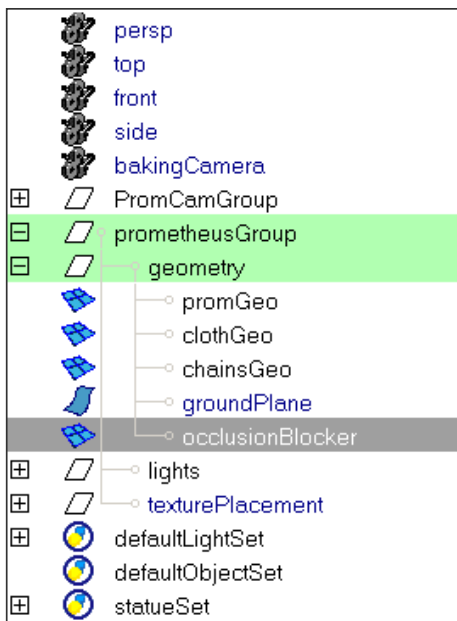 persp
top
front
side
bakingCamera
PromCamGroup
prometheusGroup
geometry
promGeo
clothGeo
chainsGeo
groundPlane
occlusionBlocker
lights
texturePlacement
defaultLightSet
defaultObjectSet
statueSet